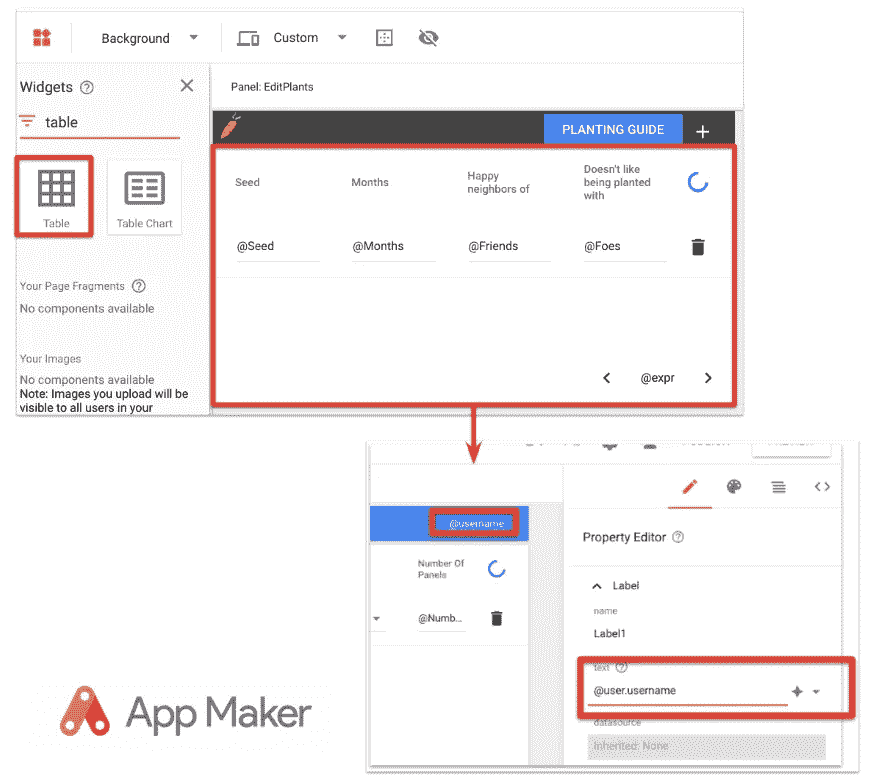 Background
Custom
Widgets
Panel: EditPlants
table
PLANTING GUIDE
Table
Table Chart
Seed
Months
Happy
neighbors of
Doesn't like
being planted
with
@Seed
@Months
@Friends
@Foes
Your Page Fragments
No components available
Your Images
No components available
Note: Images you upload will be
visible to all users in your
@expr
@username
Number Of
Panels
@Numb...
Property Editor
Label
name
Label1
text
@user.username
datasource
Inherited: None
App Maker